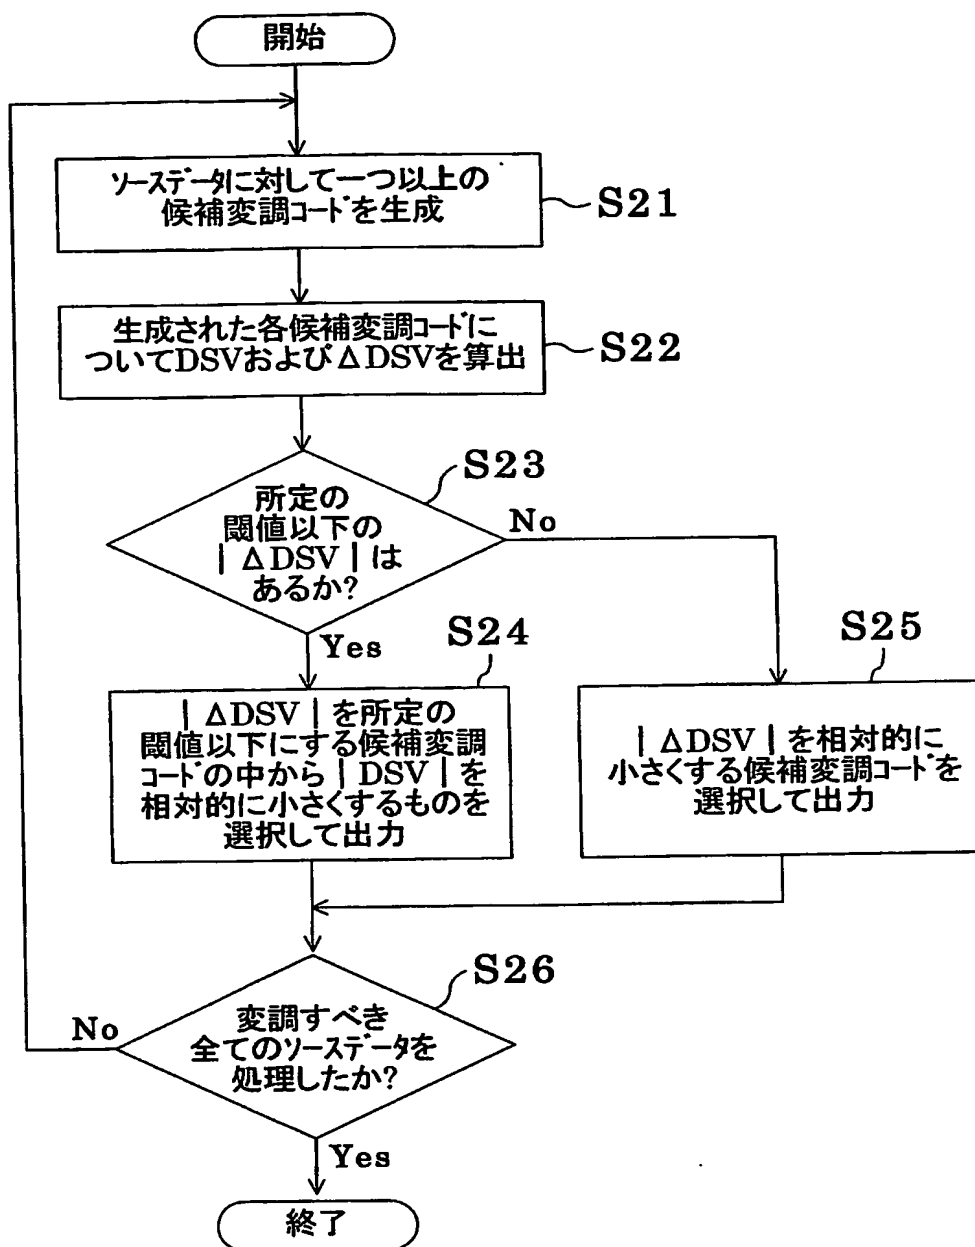 開始
ソースデータに対して一つ以上の
候補変調コードを生成
S21
生成された各候補変調コードに
ついてDSVおよびΔDSVを算出
S22
S23
所定の
閾値以下の
|ΔDSV|は
あるか?
No
Yes
S24
S25
|ΔDSV|を所定の
閾値以下にする候補変調
コードの中から|DSV|を
相対的に小さくするものを
選択して出力
|ΔDSV|を相対的に
小さくする候補変調コードを
選択して出力
S26
変調すべき
全てのソースデータを
処理したか?
No
Yes
終了